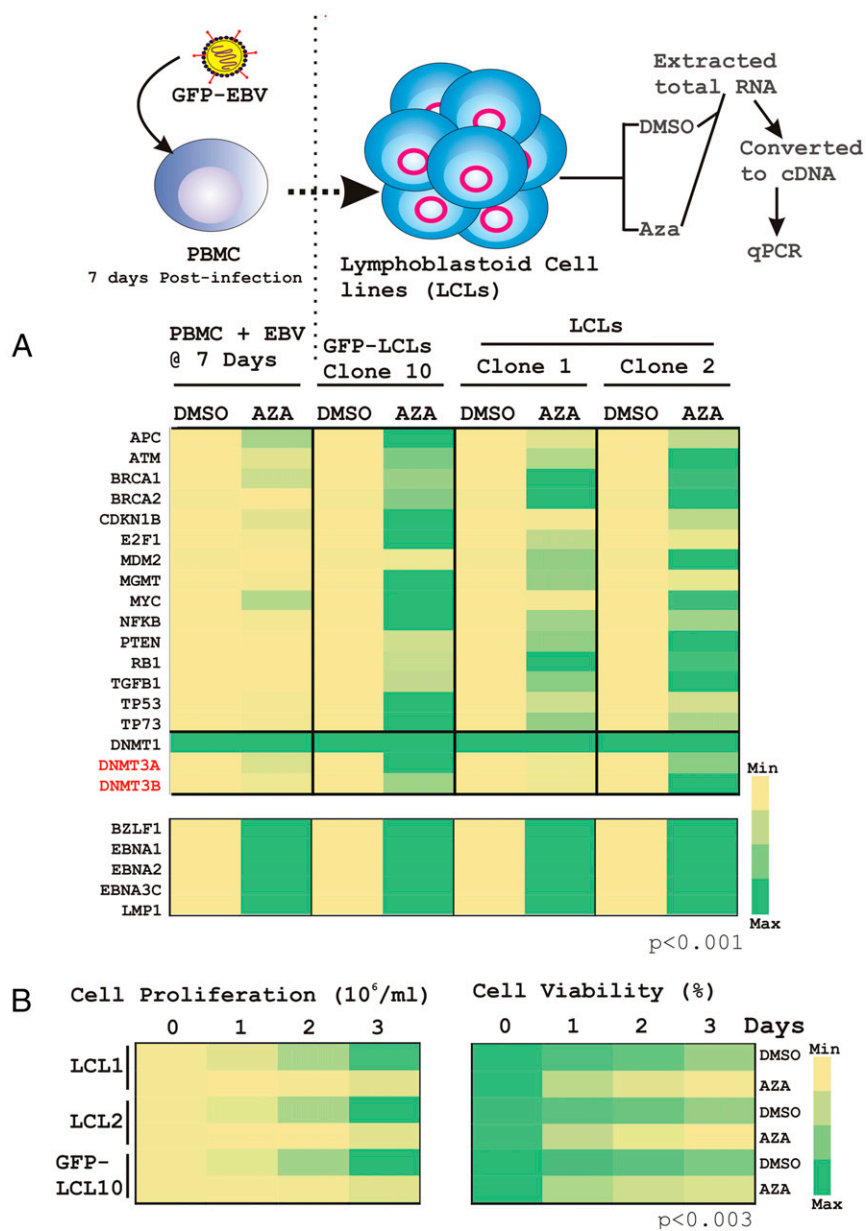 GFP-EBV
PBMC
7 days Post-infection
Lymphoblastoid Cell
lines (LCLs)
DMSO
Aza
Extracted
total RNA
Converted
to cDNA
qPCR
A
PBMC + EBV
@ 7 Days
GFP-LCLs
Clone 10
LCLs
Clone 1
Clone 2
DMSO AZA DMSO AZA DMSO AZA DMSO AZA
APC
ATM
BRCA1
BRCA2
CDKN1B
E2F1
MDM2
MGMT
MYC
NFKB
PTEN
RB1
TGFB1
TP53
TP73
DNMT1
DNMT3A
DNMT3B
Min
Max
BZLF1
EBNA1
EBNA2
EBNA3C
LMP1
p<0.001
B
Cell Proliferation (10⁶/ml)
0 1 2 3
Cell Viability (%)
0 1 2 3 Days
LCL1
LCL2
GFP-
LCL10
DMSO
AZA
DMSO
AZA
DMSO
AZA
Min
Max
p<0.003